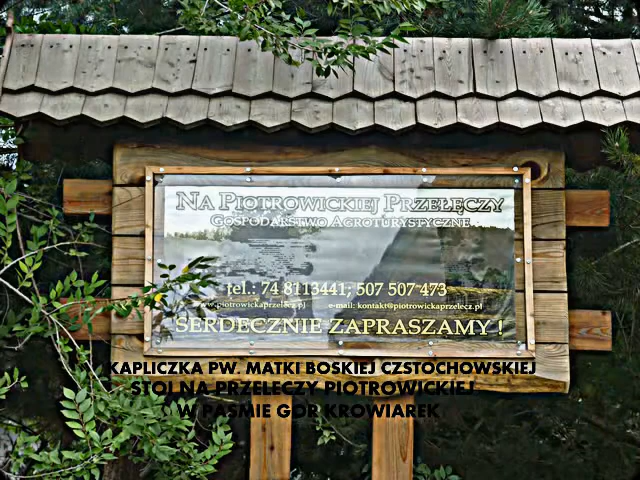 NA PIOTROWICKIEJ PRZEŁĘCZY
GOSPODARSTWO AGROTURYSTYCZNE
tel.: 74 8113441; 507 507 473
www.piotrowickaprzelecz.pl e-mail: kontakt@piotrowickaprzelecz.pl
SERDECZNIE ZAPRASZAMY !
KAPLICZKA PW. MATKI BOSKIEJ CZSTOCHOWSKIEJ
STOI NA PRZELECZY PIOTROWICKIEJ
W PASMIE GOR KROWIAREK